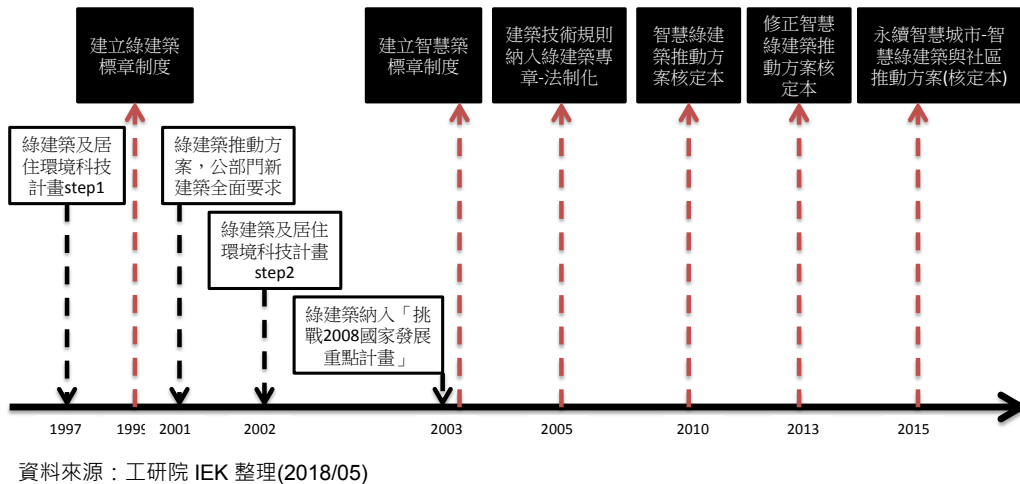 建立綠建築
標章制度
建立智慧築
標章制度
建築技術規則
納入綠建築專
章-法制化
智慧綠建
築推動方
案核定本
修正智慧
綠建築推
動方案核
定本
永續智慧城市-智
慧綠建築與社區
推動方案(核定本)
綠建築及居
住環境科技
計畫step1
綠建築推動方
案，公部門新
建築全面要求
綠建築及居住
環境科技計畫
step2
綠建築納入「挑
戰2008國家發展
重點計畫」
1997 1999 2001 2002 2003 2005 2010 2013 2015
資料來源：工研院 IEK 整理(2018/05)